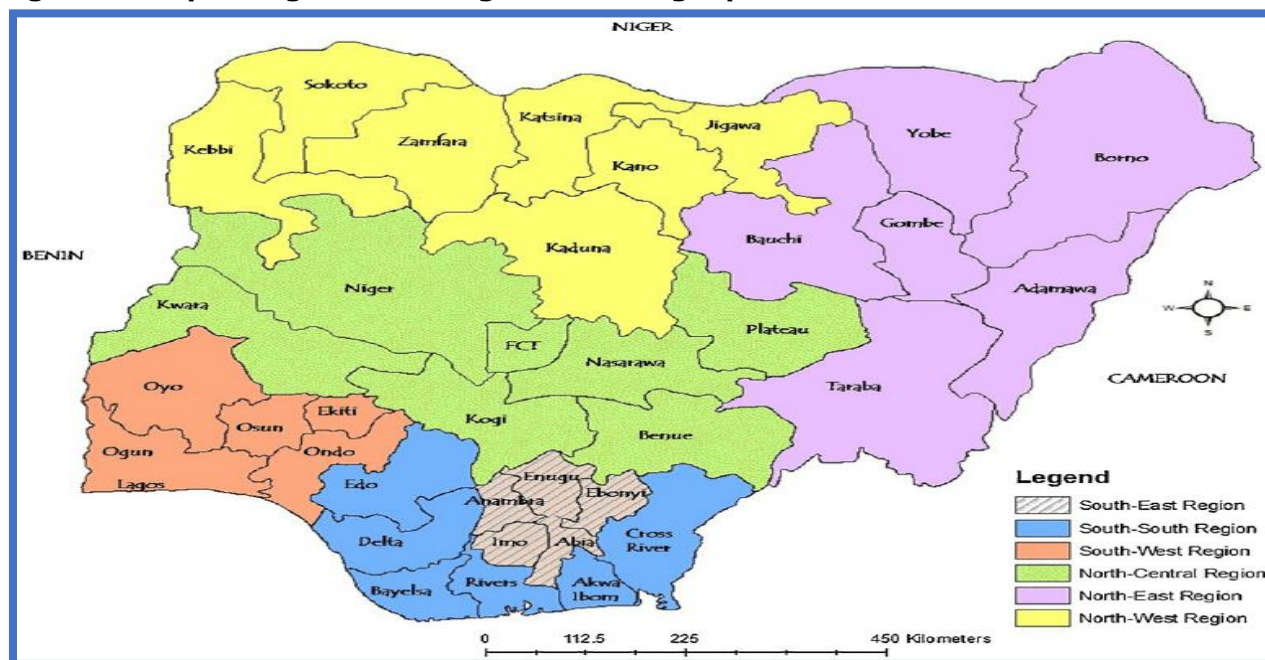 NIGER
Sokoto
Katsina
Jigawa
Yobe
Kebbi
Zamfara
Kano
Borno
Gombe
Bauchi
Kaduna
BENIN
Niger
Adamawa
N
W E
S
Kwara
Plateau
FCT
Nasarawa
CAMEROON
Oyo
Taraba
Ekiti
Kogi
Osun
Benue
Ogun
Ondo
Lagos
Edo
Enugu
Anambra
Ebonyi
Delta
Imo
Abia
Cross
River
Bayelsa
Rivers
Akwa
Ibom
Legend
South-East Region
South-South Region
South-West Region
North-Central Region
North-East Region
North-West Region
0 112.5 225 450 Kilometers